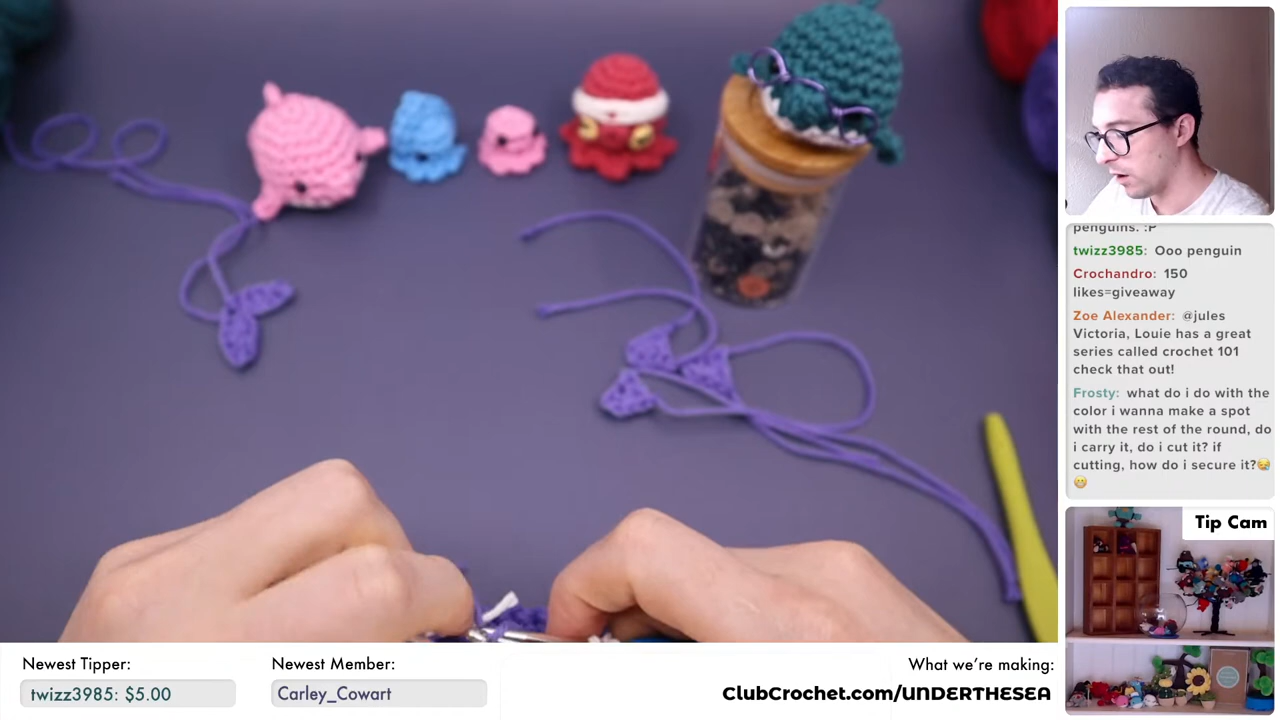 penguins. :P
twizz3985: Ooo penguin
Crochandro: 150
likes=giveaway
Zoe Alexander: @jules
Victoria, Louie has a great
series called crochet 101
check that out!
Frosty: what do i do with the
color i wanna make a spot
with the rest of the round, do
i carry it, do i cut it? if
cutting, how do i secure it?😪
😬
Tip Cam
Newest Tipper:
twizz3985: $5.00
Newest Member:
Carley_Cowart
What we're making:
ClubCrochet.com/UNDERTHESEA